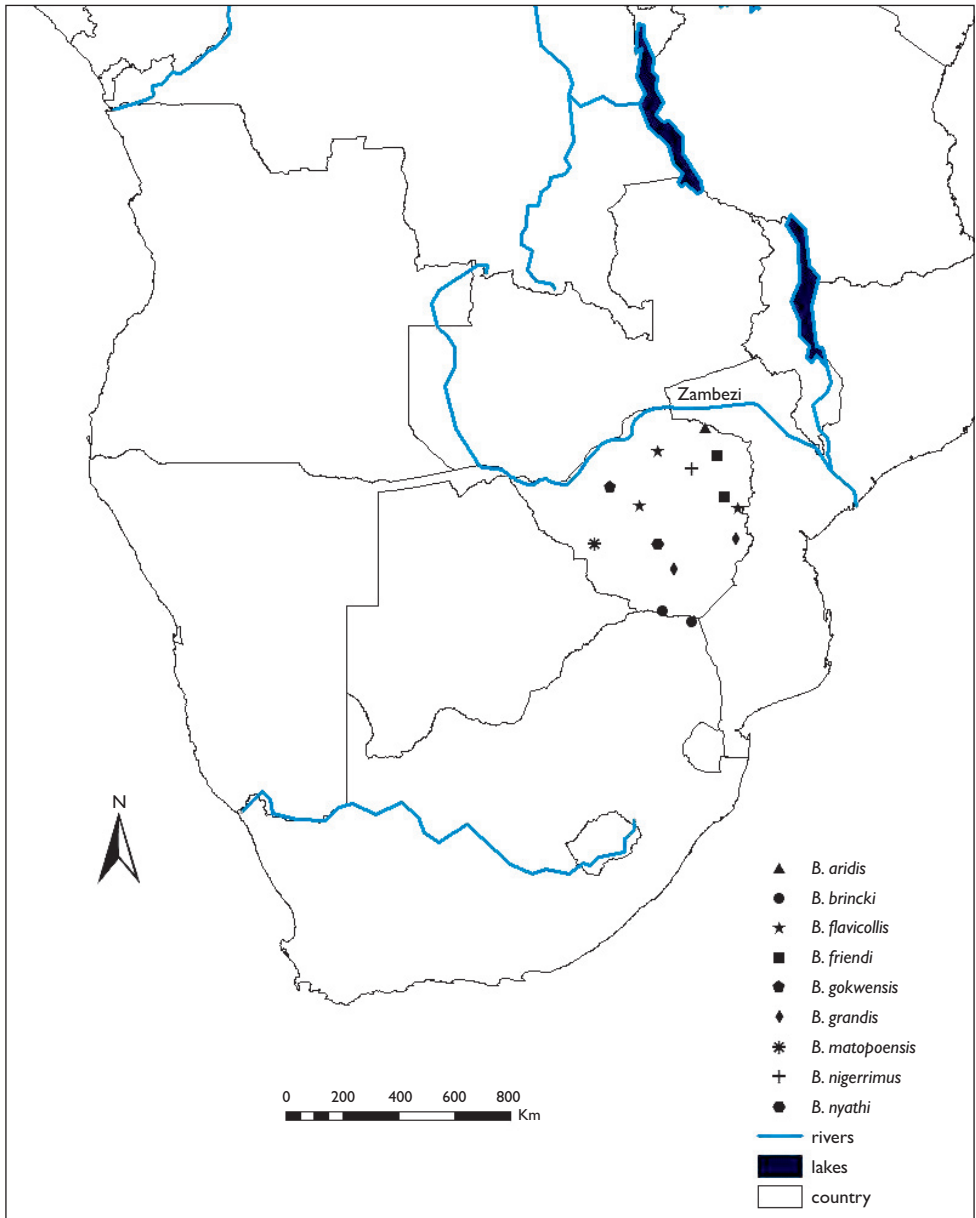 Zambezi
N
B. aridis
B. brincki
B. flavicollis
B. friendi
B. gokwensis
B. grandis
B. matopoensis
B. nigerrimus
B. nyathi
rivers
lakes
country
0 200 400 600 800
Km